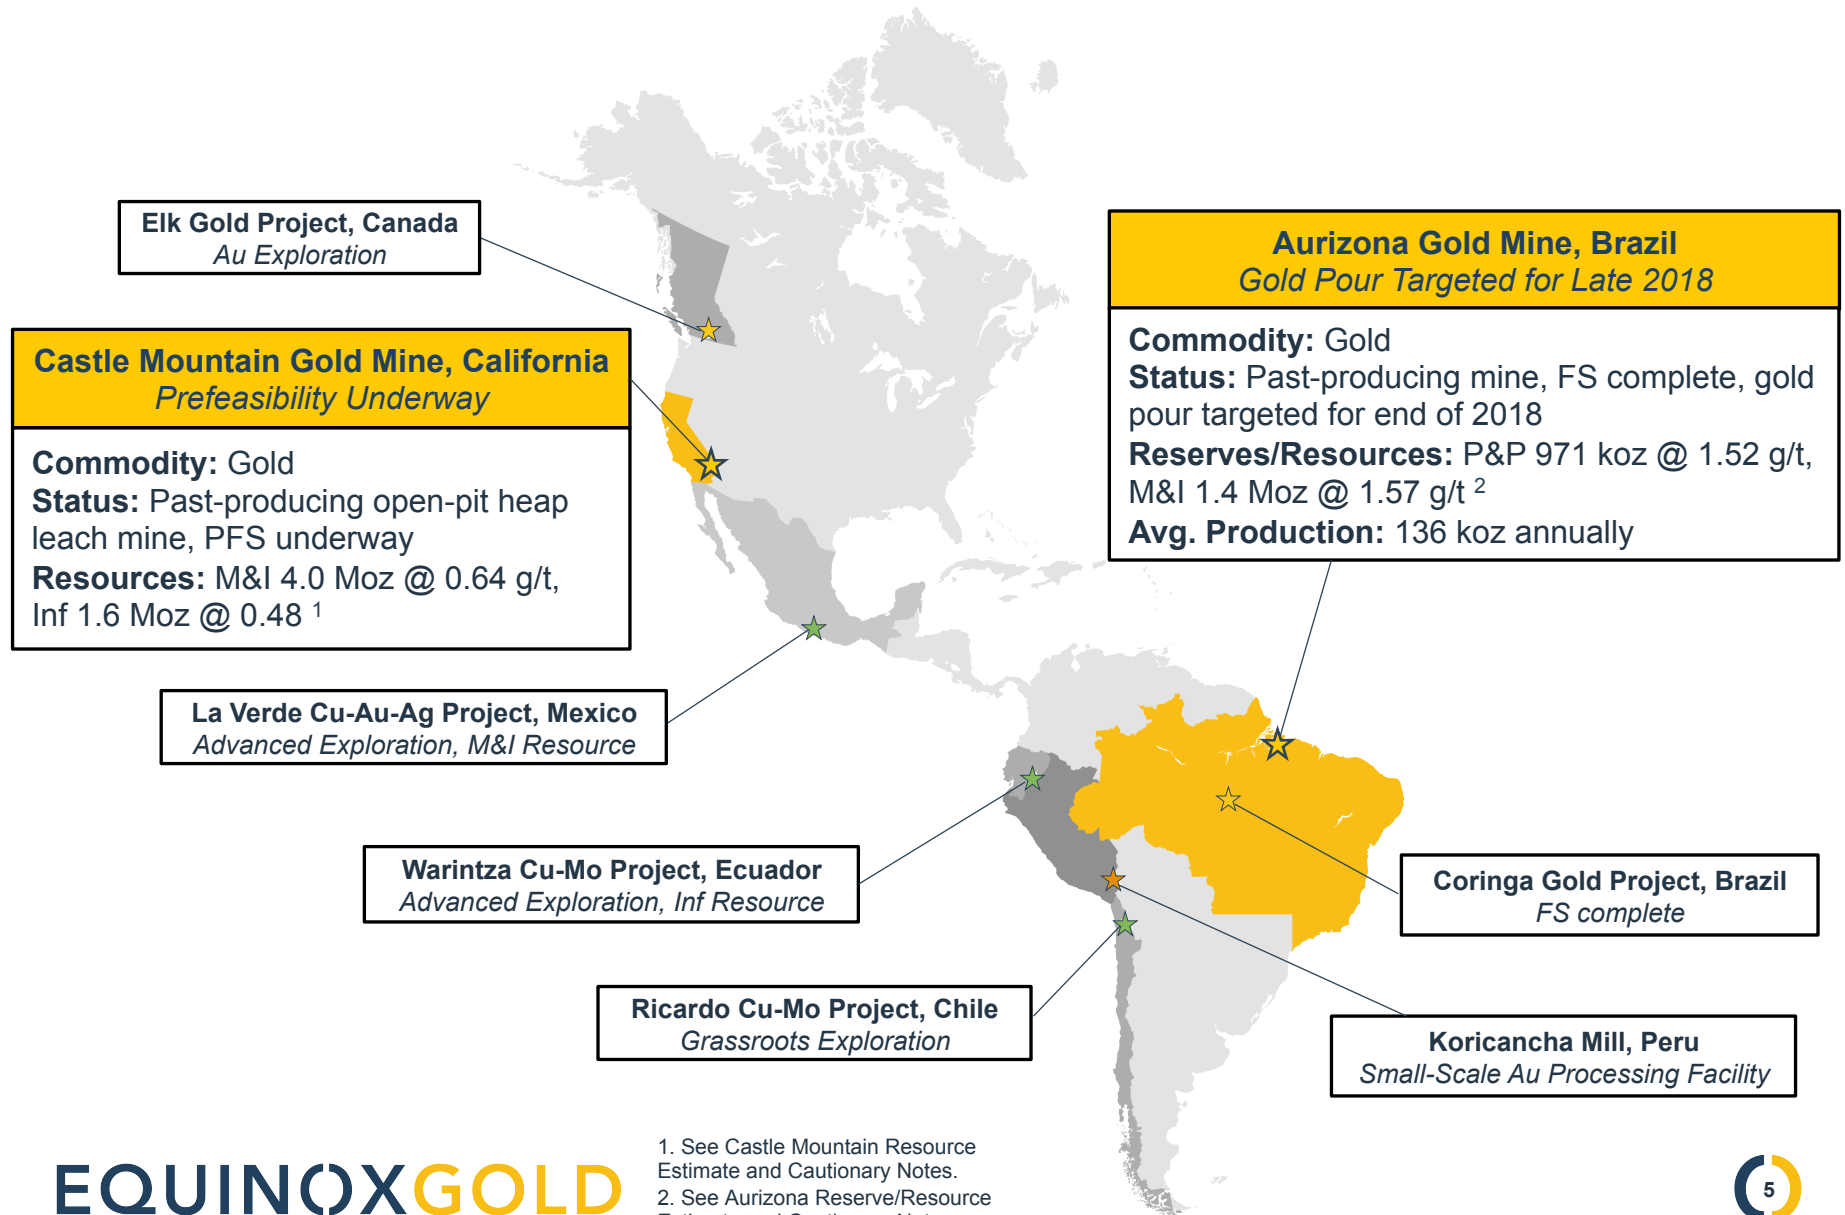 Elk Gold Project, Canada
Au Exploration
Castle Mountain Gold Mine, California
Prefeasibility Underway
Commodity: Gold
Status: Past-producing open-pit heap
leach mine, PFS underway
Resources: M&I 4.0 Moz @ 0.64 g/t,
Inf 1.6 Moz @ 0.48 1
Aurizona Gold Mine, Brazil
Gold Pour Targeted for Late 2018
Commodity: Gold
Status: Past-producing mine, FS complete, gold
pour targeted for end of 2018
Reserves/Resources: P&P 971 koz @ 1.52 g/t,
M&I 1.4 Moz @ 1.57 g/t 2
Avg. Production: 136 koz annually
La Verde Cu-Au-Ag Project, Mexico
Advanced Exploration, M&I Resource
Warintza Cu-Mo Project, Ecuador
Advanced Exploration, Inf Resource
Coringa Gold Project, Brazil
FS complete
Ricardo Cu-Mo Project, Chile
Grassroots Exploration
Koricancha Mill, Peru
Small-Scale Au Processing Facility
EQUINOXGOLD
1. See Castle Mountain Resource
Estimate and Cautionary Notes.
2. See Aurizona Reserve/Resource
5